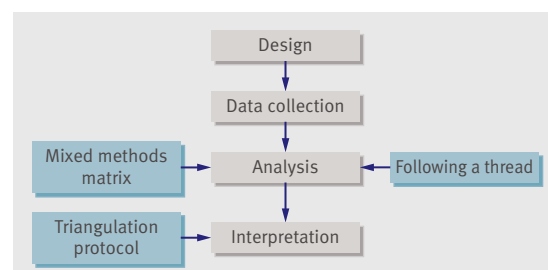 Design
Data collection
Mixed methods
matrix
Analysis
Following a thread
Triangulation
protocol
Interpretation